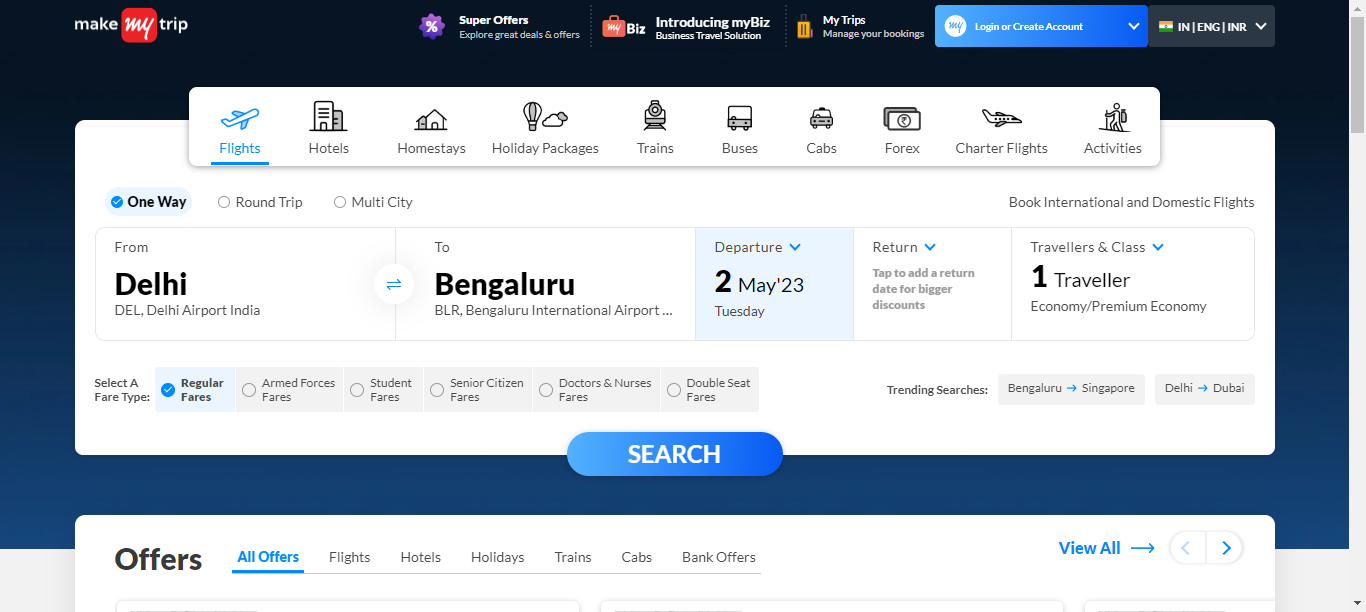 make my trip
Super Offers
Explore great deals & offers
my Biz
Introducing myBiz
Business Travel Solution
My Trips
Manage your bookings
my
Login or Create Account
IN | ENG | INR
Flights
Hotels
Homestays
Holiday Packages
Trains
Buses
Cabs
Forex
Charter Flights
Activities
One Way
Round Trip
Multi City
Book International and Domestic Flights
From
Delhi
DEL, Delhi Airport India
To
Bengaluru
BLR, Bengaluru International Airport ...
Departure
2 May'23
Tuesday
Return
Tap to add a return
date for bigger
discounts
Travellers & Class
1 Traveller
Economy/Premium Economy
Select A
Fare Type:
Regular
Fares
Armed Forces
Fares
Student
Fares
Senior Citizen
Fares
Doctors & Nurses
Fares
Double Seat
Fares
Trending Searches:
Bengaluru → Singapore
Delhi → Dubai
SEARCH
Offers
All Offers
Flights
Hotels
Holidays
Trains
Cabs
Bank Offers
View All